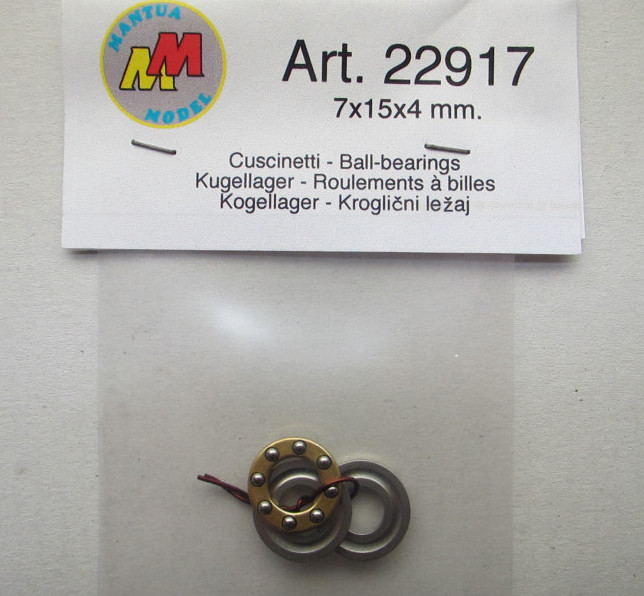 MANTUA
MM
MODEL
Art. 22917
7x15x4 mm.
Cuscinetti - Ball-bearings
Kugellager - Roulements à billes
Kogellager - Kroglični ležaj